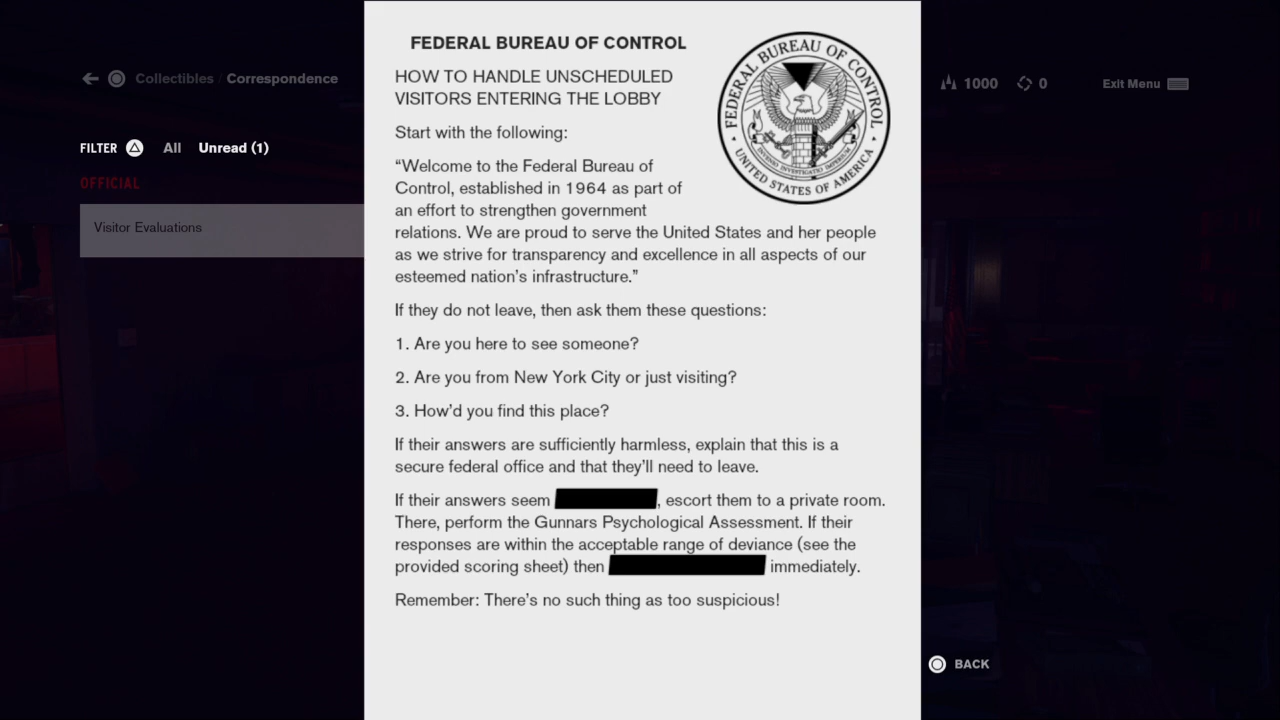 FEDERAL BUREAU OF CONTROL
FEDERAL BUREAU OF CONTROL
UNITED STATES OF AMERICA
HOW TO HANDLE UNSCHEDULED
VISITORS ENTERING THE LOBBY
Collectibles / Correspondence
1000
0
Exit Menu
Start with the following:
FILTER All Unread (1)
“Welcome to the Federal Bureau of
Control, established in 1964 as part of
an effort to strengthen government
relations. We are proud to serve the United States and her people
as we strive for transparency and excellence in all aspects of our
esteemed nation’s infrastructure.”
OFFICIAL
Visitor Evaluations
If they do not leave, then ask them these questions:
1. Are you here to see someone?
2. Are you from New York City or just visiting?
3. How’d you find this place?
If their answers are sufficiently harmless, explain that this is a
secure federal office and that they’ll need to leave.
If their answers seem , escort them to a private room.
There, perform the Gunnars Psychological Assessment. If their
responses are within the acceptable range of deviance (see the
provided scoring sheet) then immediately.
Remember: There’s no such thing as too suspicious!
BACK